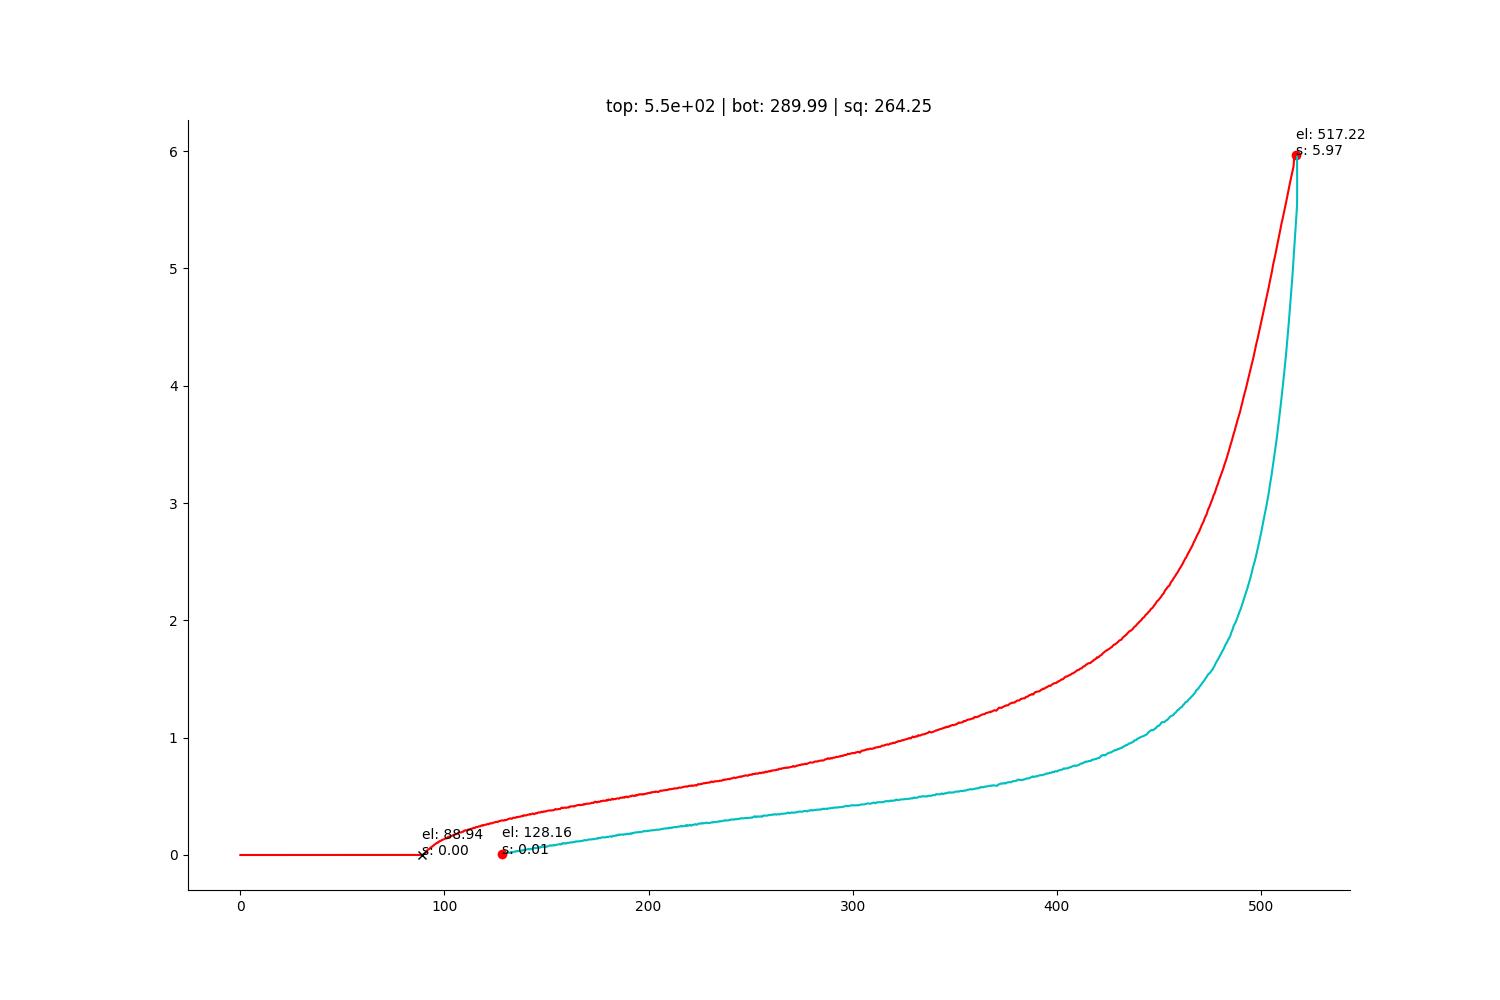 top: 5.5e+02 | bot: 289.99 | sq: 264.25
el: 517.22
s: 5.97
6
5
4
3
2
1
0
el: 88.94
s: 0.00
el: 128.16
s: 0.01
0
100
200
300
400
500